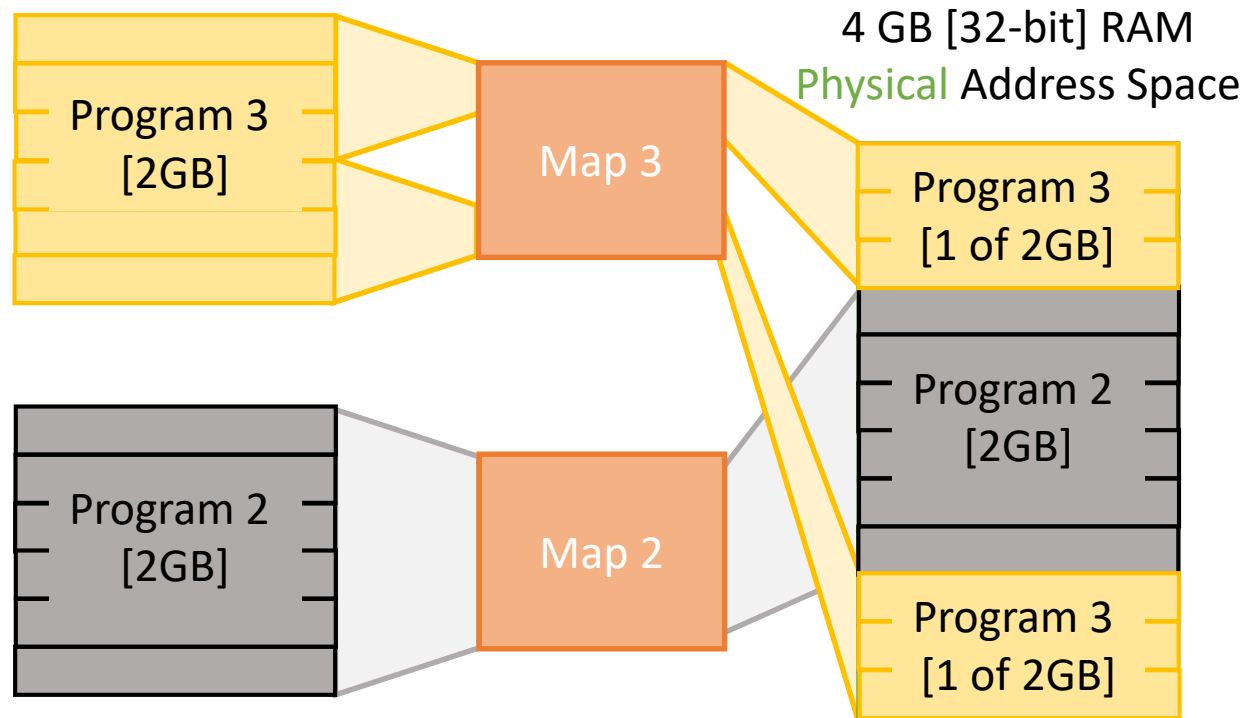 4 GB [32-bit] RAM
Physical Address Space
Program 3
[2GB]
Map 3
Program 3
[1 of 2GB]
Program 2
[2GB]
Map 2
Program 2
[2GB]
Program 3
[1 of 2GB]